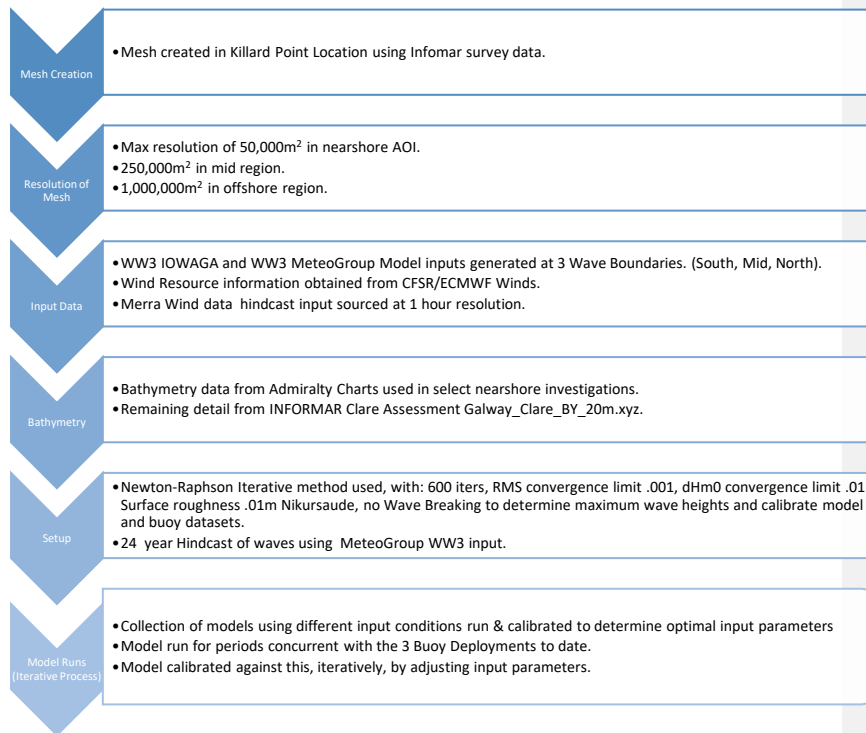 Mesh Creation
•Mesh created in Killard Point Location using Infomar survey data.
Resolution of
Mesh
•Max resolution of 50,000m² in nearshore AOI.
•250,000m² in mid region.
•1,000,000m² in offshore region.
Input Data
•WW3 IOWAGA and WW3 MeteoGroup Model inputs generated at 3 Wave Boundaries. (South, Mid, North).
•Wind Resource information obtained from CFSR/ECMWF Winds.
•Merra Wind data hindcast input sourced at 1 hour resolution.
Bathymetry
•Bathymetry data from Admiralty Charts used in select nearshore investigations.
•Remaining detail from INFORMAR Clare Assessment Galway_Clare_BY_20m.xyz.
Setup
•Newton-Raphson Iterative method used, with: 600 iters, RMS convergence limit .001, dHm0 convergence limit .01
Surface roughness .01m Nikursaude, no Wave Breaking to determine maximum wave heights and calibrate model
and buoy datasets.
•24 year Hindcast of waves using MeteoGroup WW3 input.
Model Runs
(Iterative Process)
•Collection of models using different input conditions run & calibrated to determine optimal input parameters
•Model run for periods concurrent with the 3 Buoy Deployments to date.
•Model calibrated against this, iteratively, by adjusting input parameters.